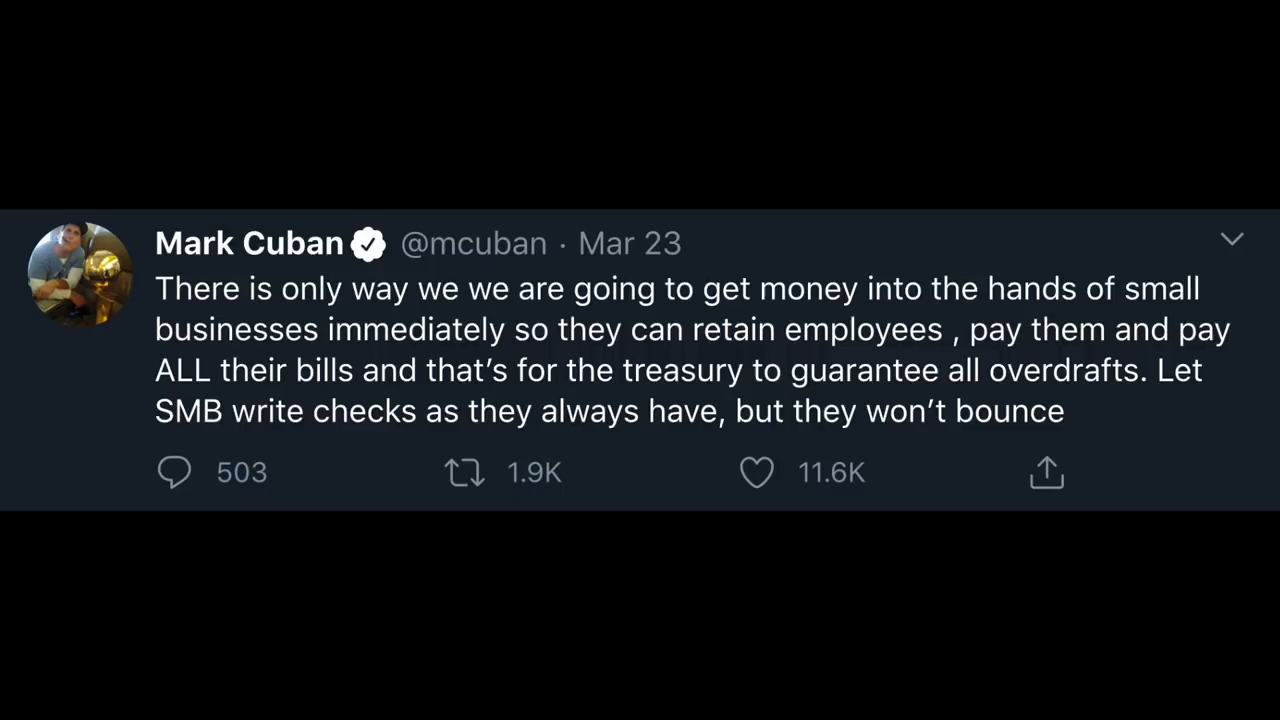 Mark Cuban @mcuban · Mar 23
There is only way we we are going to get money into the hands of small
businesses immediately so they can retain employees , pay them and pay
ALL their bills and that’s for the treasury to guarantee all overdrafts. Let
SMB write checks as they always have, but they won’t bounce
503 1.9K 11.6K